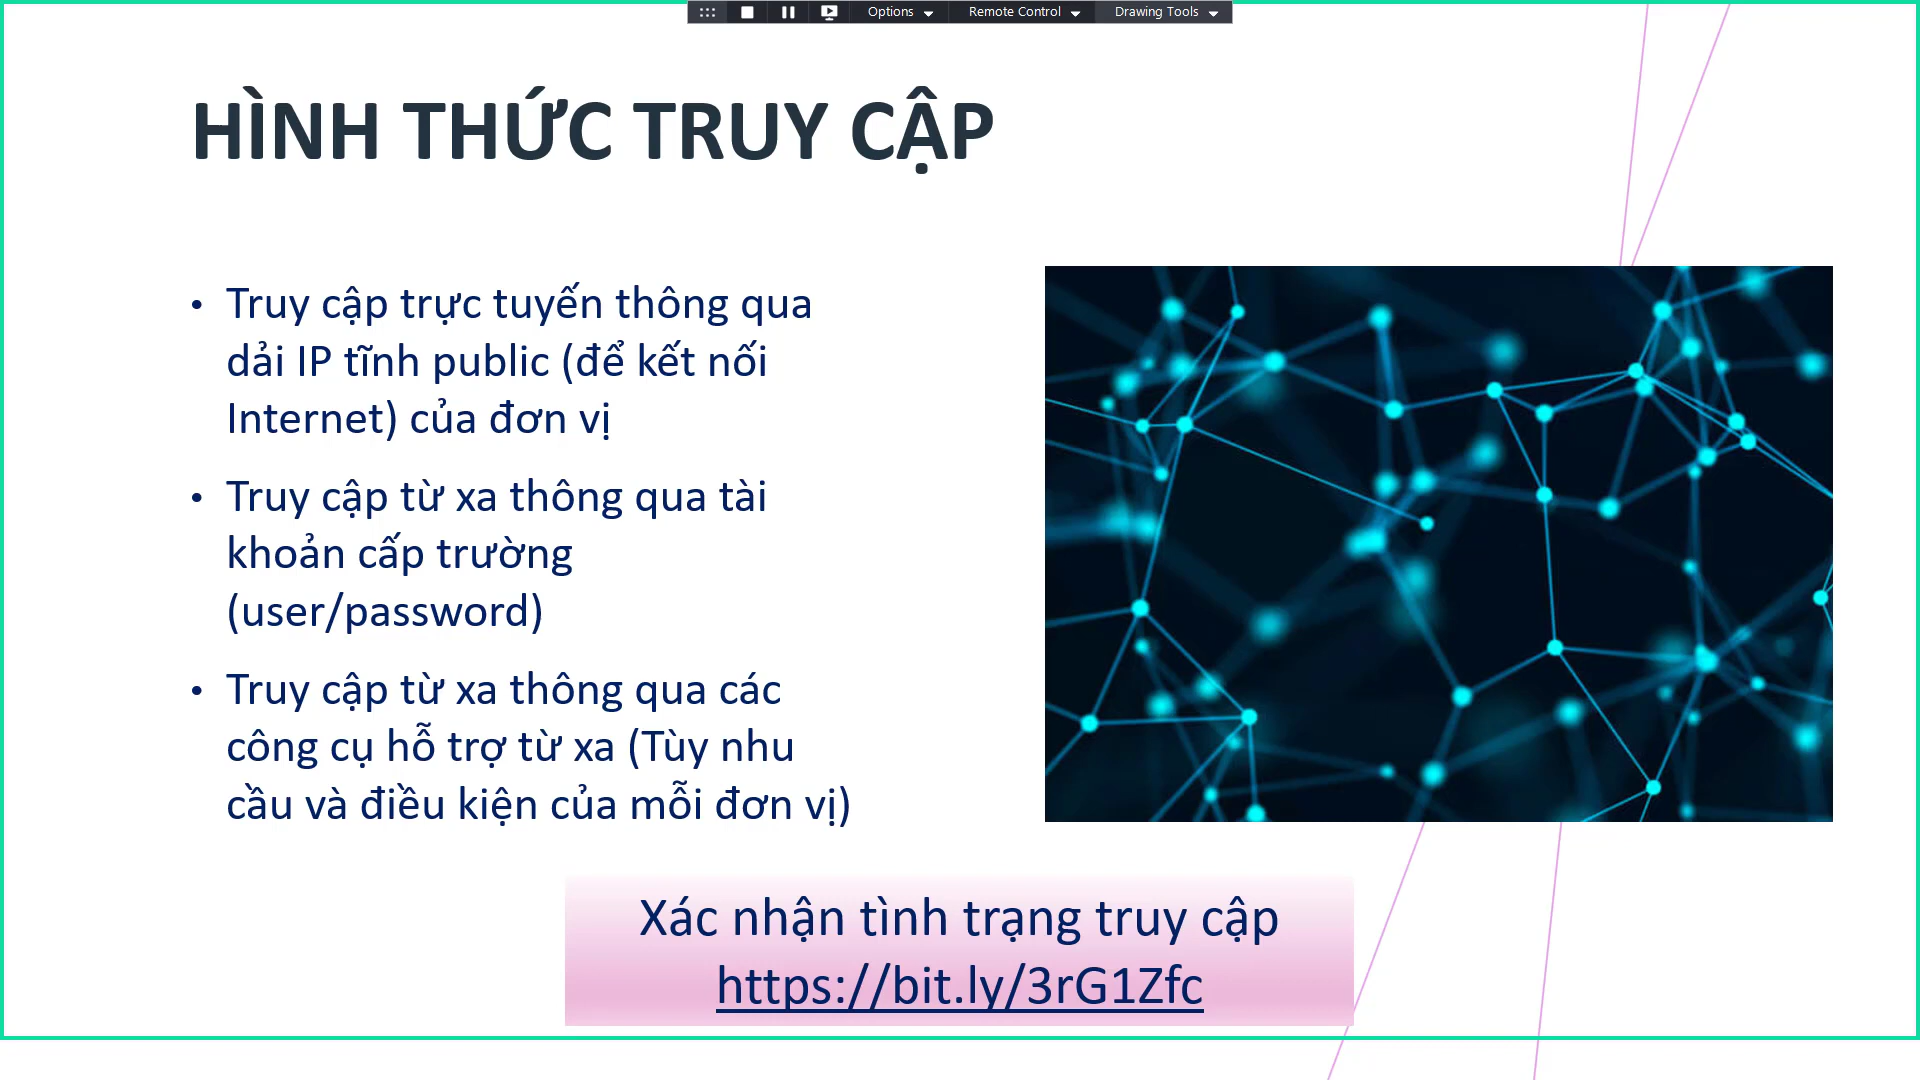 Options
Remote Control
Drawing Tools
HÌNH THỨC TRUY CẬP
• Truy cập trực tuyến thông qua
dải IP tĩnh public (để kết nối
Internet) của đơn vị
• Truy cập từ xa thông qua tài
khoản cấp trường
(user/password)
• Truy cập từ xa thông qua các
công cụ hỗ trợ từ xa (Tùy nhu
cầu và điều kiện của mỗi đơn vị)
Xác nhận tình trạng truy cập
https://bit.ly/3rG1Zfc